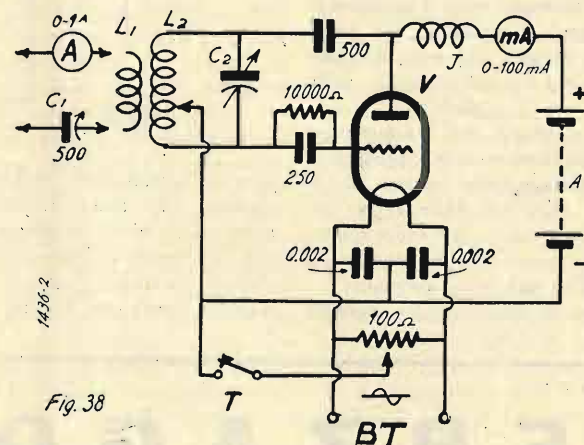 0-1A
A
L1
L2
C1
500
C2
500
10000Ω
250
V
J
mA
0-100mA
+
A
-
0.002
0.002
100Ω
T
BT
1436-2
Fig. 38